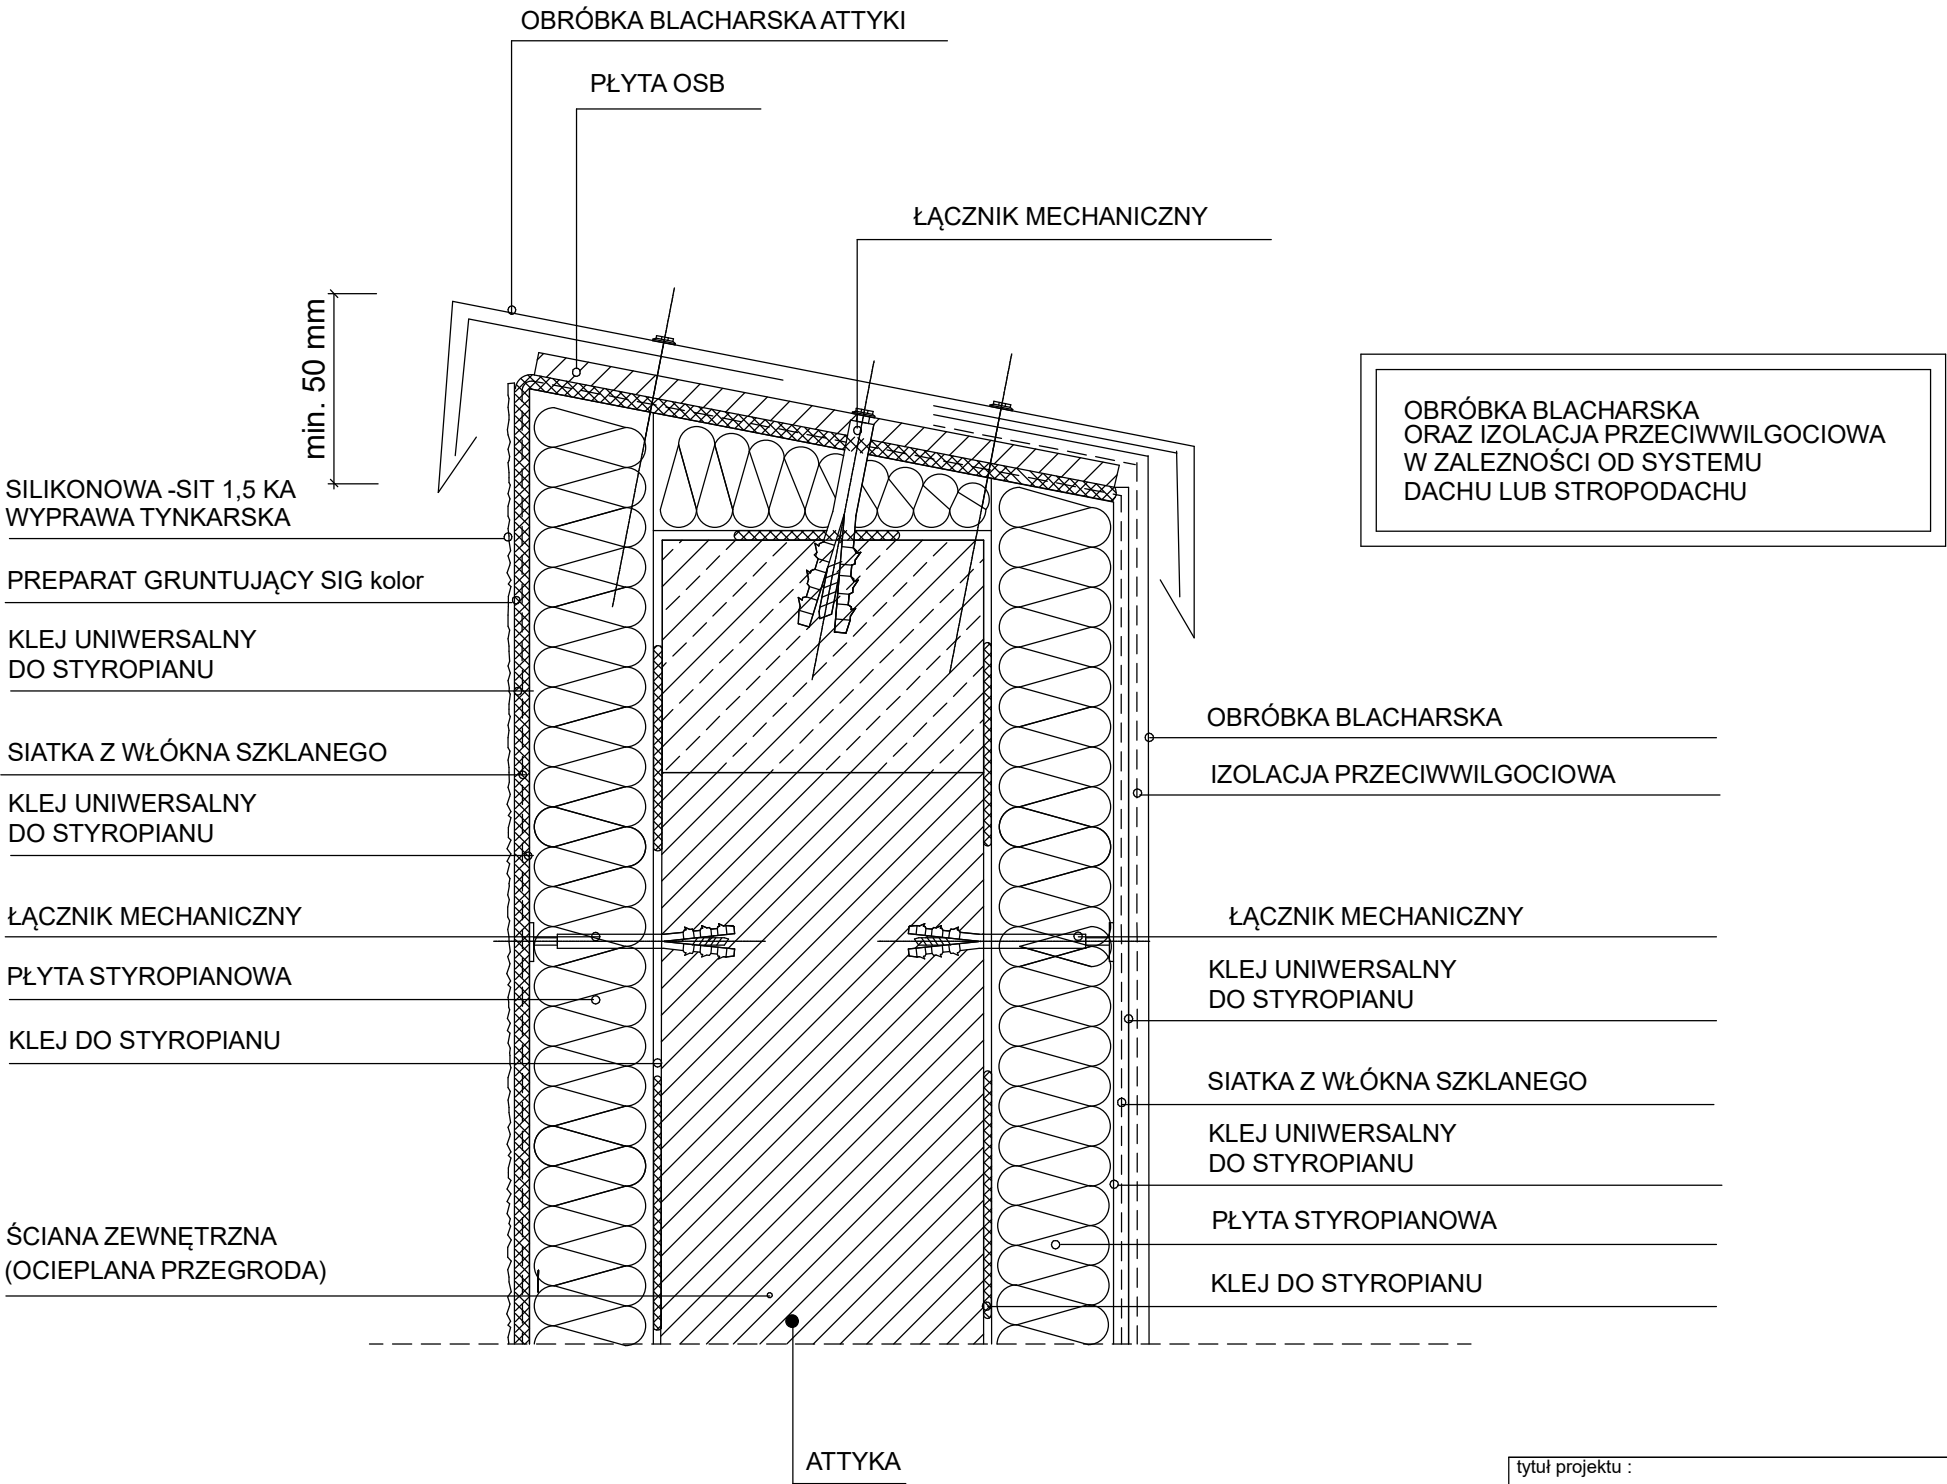 OBRÓBKA BLACHARSKA ATTYKI
PŁYTA OSB
ŁĄCZNIK MECHANICZNY
min. 50 mm
OBRÓBKA BLACHARSKA
ORAZ IZOLACJA PRZECIWWILGOCIOWA
W ZALEZNOŚCI OD SYSTEMU
DACHU LUB STROPODACHU
SILIKONOWA -SIT 1,5 KA
WYPRAWA TYNKARSKA
PREPARAT GRUNTUJĄCY SIG kolor
KLEJ UNIWERSALNY
DO STYROPIANU
SIATKA Z WŁÓKNA SZKLANEGO
KLEJ UNIWERSALNY
DO STYROPIANU
ŁĄCZNIK MECHANICZNY
PŁYTA STYROPIANOWA
KLEJ DO STYROPIANU
ŚCIANA ZEWNĘTRZNA
(OCIEPLANA PRZEGRODA)
OBRÓBKA BLACHARSKA
IZOLACJA PRZECIWWILGOCIOWA
ŁĄCZNIK MECHANICZNY
KLEJ UNIWERSALNY
DO STYROPIANU
SIATKA Z WŁÓKNA SZKLANEGO
KLEJ UNIWERSALNY
DO STYROPIANU
PŁYTA STYROPIANOWA
KLEJ DO STYROPIANU
ATTYKA
tytuł projektu :